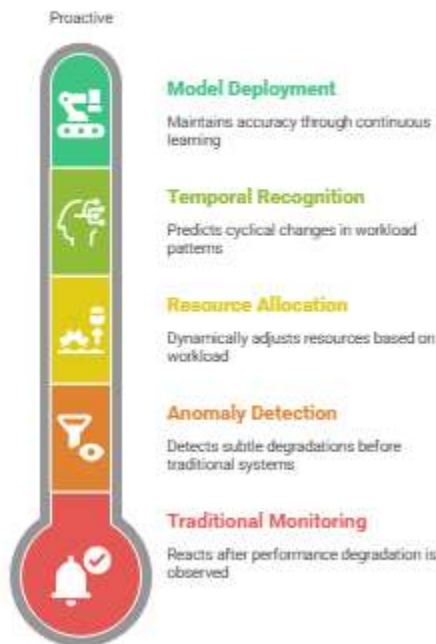 Proactive
Model Deployment
Maintains accuracy through continuous
learning
Temporal Recognition
Predicts cyclical changes in workload
patterns
Resource Allocation
Dynamically adjusts resources based on
workload
Anomaly Detection
Detects subtle degradations before
traditional systems
Traditional Monitoring
Reacts after performance degradation is
observed